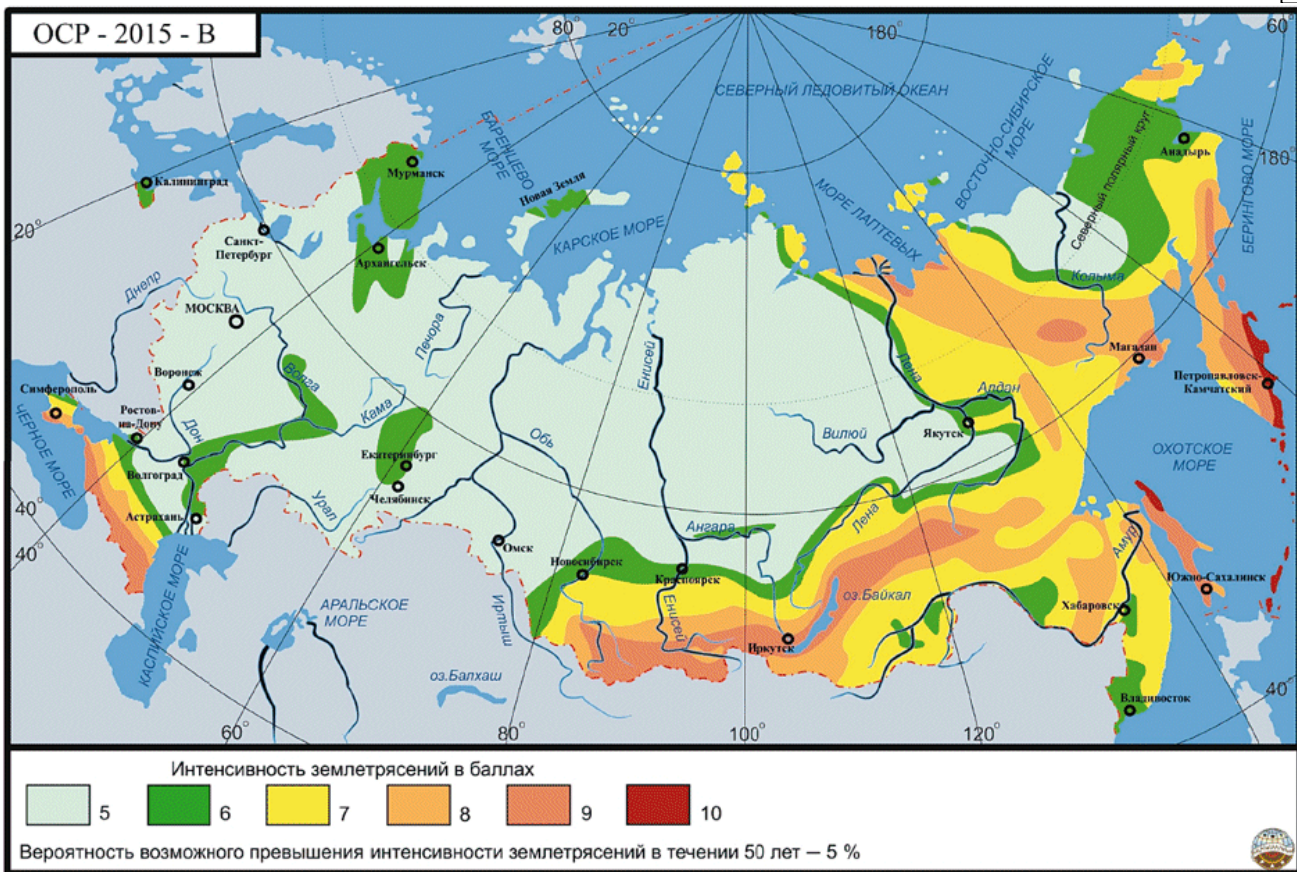 ОСР - 2015 - В
80°
20°
180°
60°
СЕВЕРНЫЙ ЛЕДОВИТЫЙ ОКЕАН
БАРЕНЦЕВО
МОРЕ
ВОСТОЧНО-СИБИРСКОЕ
МОРЕ
Северный полярный круг
Анадырь
180°
БЕРИНГОВО МОРЕ
Калининград
Мурманск
Новая Земля
МОРЕ ЛАПТЕВЫХ
20°
Санкт-
Петербург
Архангельск
КАРСКОЕ МОРЕ
Колыма
Днепр
МОСКВА
Печора
Енисей
Лена
Магадан
Петропавловск-
Камчатский
Симферополь
Воронеж
Волга
Кама
Алдан
ЧЕРНОЕ МОРЕ
Ростов-
на-Дону
Дон
Обь
Вилюй
Якутск
ОХОТСКОЕ
МОРЕ
Волгоград
Екатеринбург
Челябинск
Урал
40°
Астрахань
Омск
Ангара
Лена
Амур
40°
Новосибирск
Красноярск
Южно-Сахалинск
КАСПИЙСКОЕ МОРЕ
АРАЛЬСКОЕ
МОРЕ
Иртыш
Енисей
оз.Байкал
Хабаровск
Иркутск
оз.Балхаш
40°
Владивосток
60°
80°
100°
120°
Интенсивность землетрясений в баллах
5 6 7 8 9 10
Вероятность возможного превышения интенсивности землетрясений в течении 50 лет — 5 %